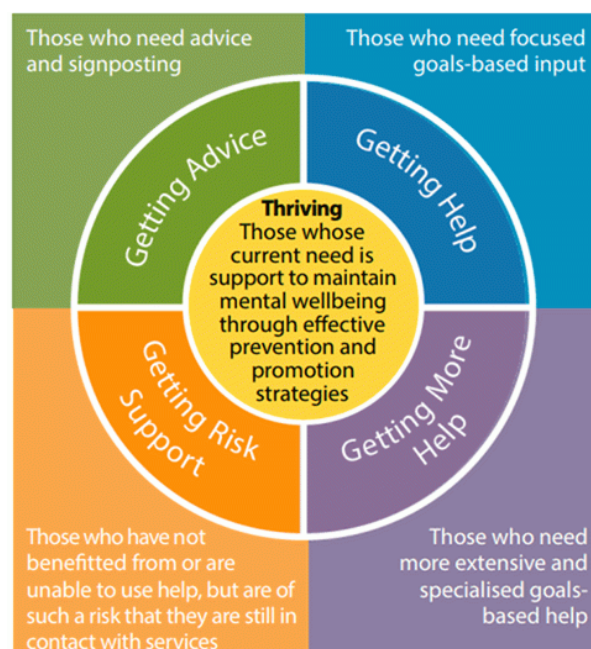 Those who need advice
and signposting
Those who need focused
goals-based input
Getting Advice
Getting Help
Thriving
Those whose
current need is
support to maintain
mental wellbeing
through effective
prevention and
promotion
strategies
Getting Risk
Support
Getting More
Help
Those who have not
benefitted from or are
unable to use help, but are of
such a risk that they are still in
contact with services
Those who need
more extensive and
specialised goals-
based help